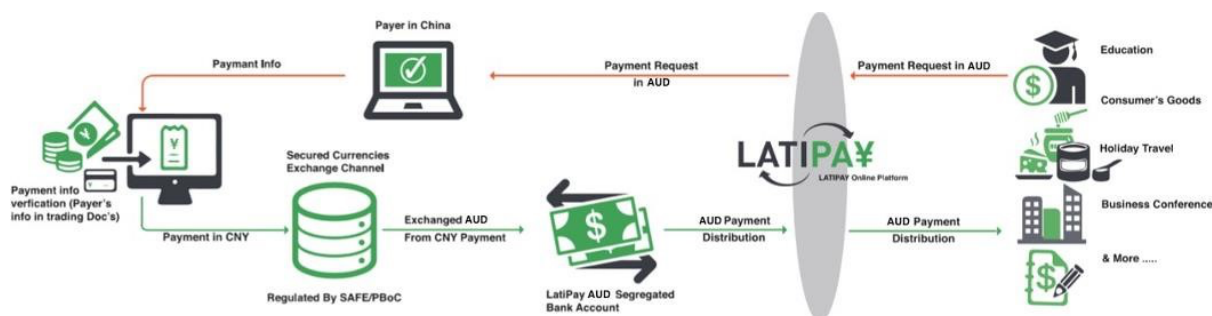 Payer in China
Paymant Info
Payment Request
in AUD
Payment Request in AUD
Education
Consumer's Goods
Holiday Travel
Business Conference
& More .....
LATIPAY
LATIPAY Online Platform
Payment info
verfication (Payer's
info in trading Doc's)
Secured Currencies
Exchange Channel
Payment in CNY
Exchanged AUD
From CNY Payment
AUD Payment
Distribution
AUD Payment
Distribution
Regulated By SAFE/PBoC
LatiPay AUD Segregated
Bank Account